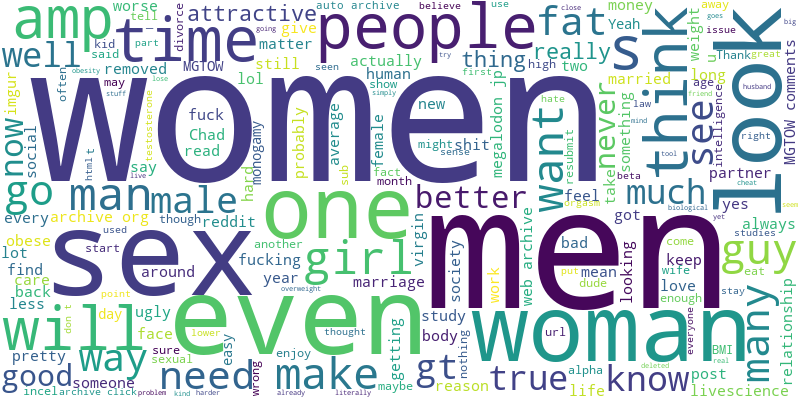 amp
time
people
fat
s
think
look
women
worse
tell
kid
said
part
divorce
MGTOW
attractive
auto archive
believe
use
close
give
matter
Yeah
money
away
goes
issue
big
well
removed
imgur
often
may
lol
still
actually
thing
really
human
show
high
two
seen
first
going
try
married
weight
u
long
age
Thank
great
now
social
obesity
stuff
testosterone
lose
fuck
Chad
read
say
hard
monogamy
sub
average
fact
new
might
shit
sense
female
megalodon jp
want
hate
resubmit
never
take
something
see
law
mind
tool
friend
simply
intelligence
right
husband
MGTOW comments
go
man
male
html
t
live
probably
month
one
better
much
feel
orgasm
beta
partner
yes
cheat
biological
yet
seem
every
archive org
though
reddit
girl
virgin
got
always
studies
obese
start
used
fucking
another
year
marriage
sex
men
society
looking
work
web archive
bad
mean
dude
put
come
keep
wife
love
enough
eat
stay
guy
lot
find
care
back
less
around
even
will
don t
point
day
ugly
face
lower
overweight
thought
study
body
getting
nothing
url
woman
everyone
real
BMI
many
relationship
way
pretty
someone
sure
sexual
easy
wrong
enjoy
maybe
gt
reason
true
alpha
life
know
deleted
post
livescience
good
need
make
incel
archive click
problem
kind
harder
already
literally